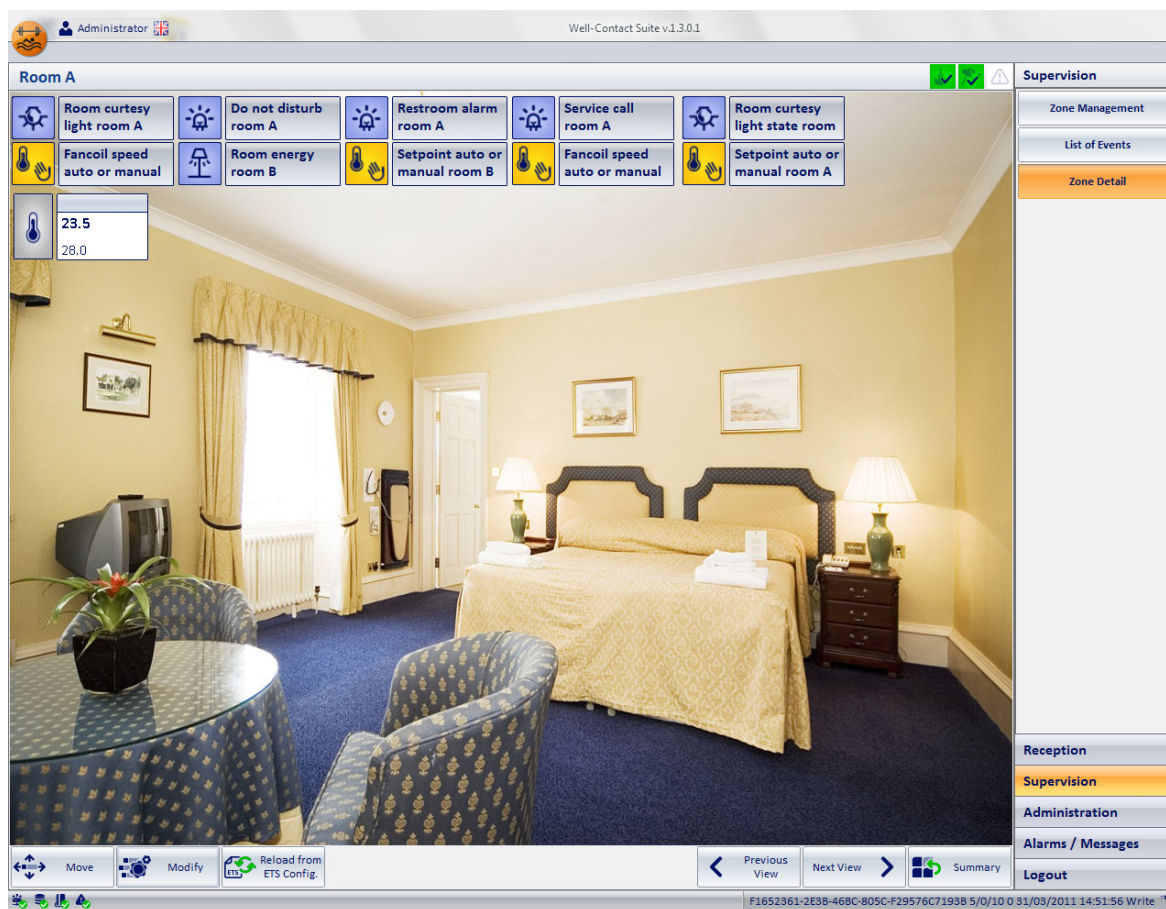 Administrator
Well-Contact Suite v.1.3.0.1
Room A
Supervision
Room curtesy
light room A
Do not disturb
room A
Restroom alarm
room A
Service call
room A
Room curtesy
light state room
Fancoil speed
auto or manual
Room energy
room B
Setpoint auto or
manual room B
Fancoil speed
auto or manual
Setpoint auto or
manual room A
23.5
28.0
Zone Management
List of Events
Zone Detail
Reception
Supervision
Administration
Alarms / Messages
Logout
Move
Modify
ETS
Reload from
ETS Config.
Previous
View
Next View
Summary
F1652361-2E3B-46BC-805C-F29576C7193B 5/0/10 0 31/03/2011 14:51:56 Write